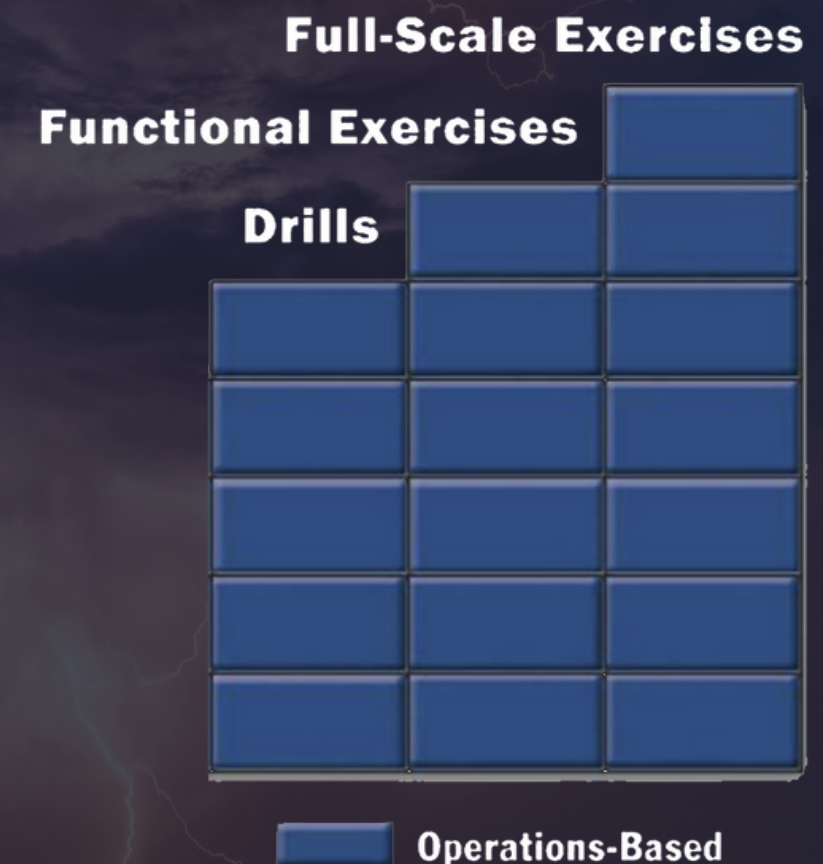 Full-Scale Exercises
Functional Exercises
Drills
Operations-Based